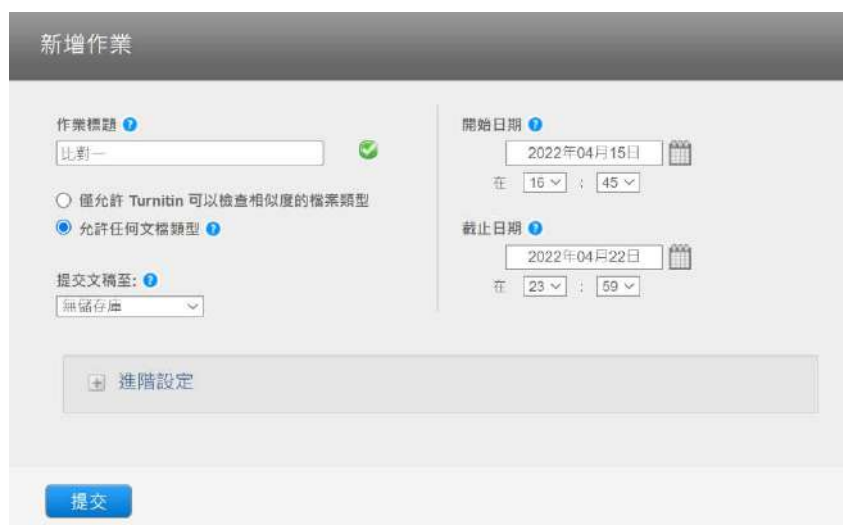 新增作業
作業標題
比對一
僅允許 Turnitin 可以檢查相似度的檔案類型
允許任何文檔類型
提交文稿至:
無儲存庫
開始日期
2022年04月15日
在 16 : 45
截止日期
2022年04月22日
在 23 : 59
進階設定
提交